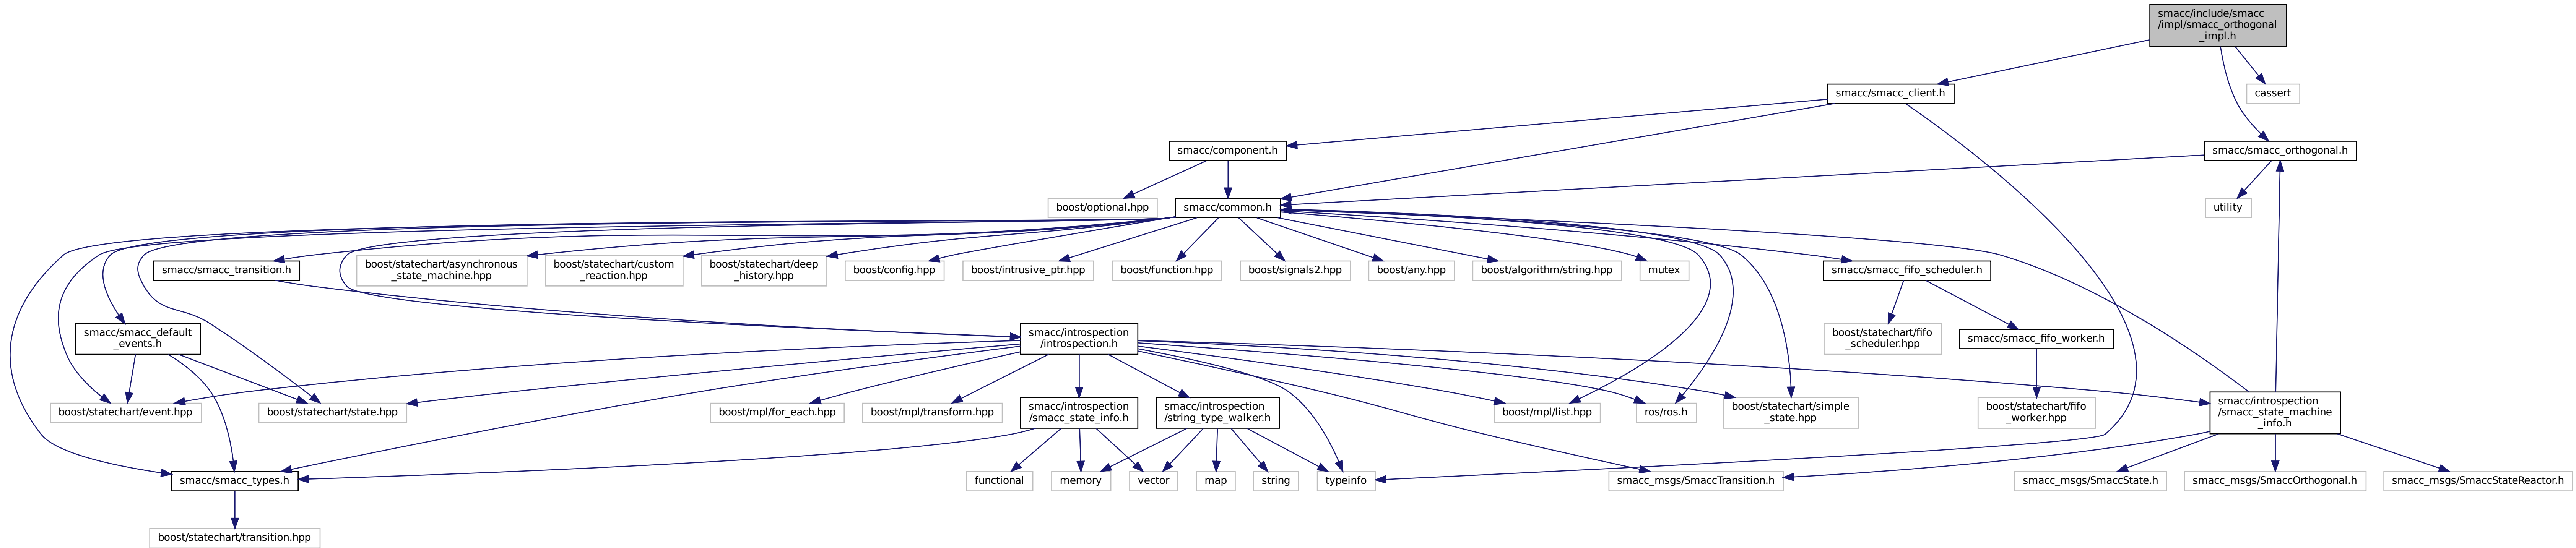 smacc/include/smacc
/impl/smacc_orthogonal
_impl.h
smacc/smacc_client.h
cassert
smacc/component.h
smacc/smacc_orthogonal.h
boost/optional.hpp
smacc/common.h
utility
smacc/smacc_transition.h
boost/statechart/asynchronous
_state_machine.hpp
boost/statechart/custom
_reaction.hpp
boost/statechart/deep
_history.hpp
boost/config.hpp
boost/intrusive_ptr.hpp
boost/function.hpp
boost/signals2.hpp
boost/any.hpp
boost/algorithm/string.hpp
mutex
smacc/smacc_fifo_scheduler.h
smacc/smacc_default
_events.h
smacc/introspection
/introspection.h
boost/statechart/fifo
_scheduler.hpp
smacc/smacc_fifo_worker.h
boost/statechart/event.hpp
boost/statechart/state.hpp
boost/mpl/for_each.hpp
boost/mpl/transform.hpp
smacc/introspection
/smacc_state_info.h
smacc/introspection
/string_type_walker.h
boost/mpl/list.hpp
ros/ros.h
boost/statechart/simple
_state.hpp
boost/statechart/fifo
_worker.hpp
smacc/introspection
/smacc_state_machine
_info.h
smacc/smacc_types.h
functional
memory
vector
map
string
typeinfo
smacc_msgs/SmaccTransition.h
smacc_msgs/SmaccState.h
smacc_msgs/SmaccOrthogonal.h
smacc_msgs/SmaccStateReactor.h
boost/statechart/transition.hpp